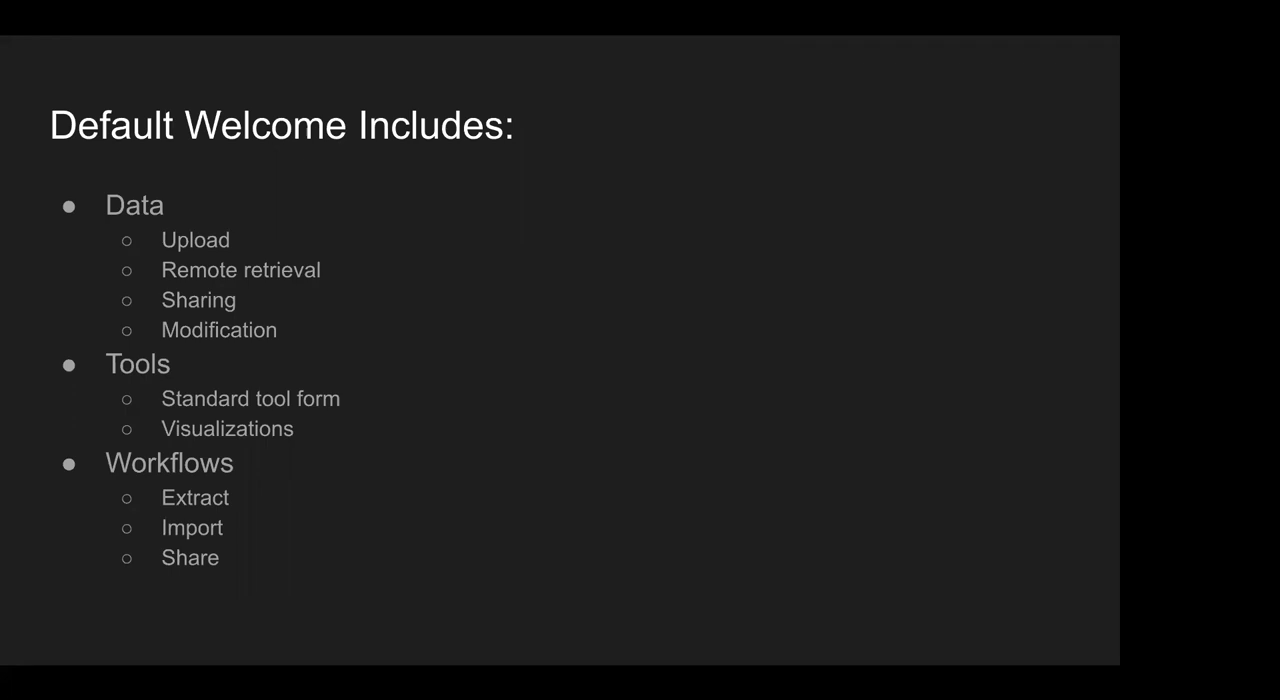 Default Welcome Includes:
● Data
○ Upload
○ Remote retrieval
○ Sharing
○ Modification
● Tools
○ Standard tool form
○ Visualizations
● Workflows
○ Extract
○ Import
○ Share